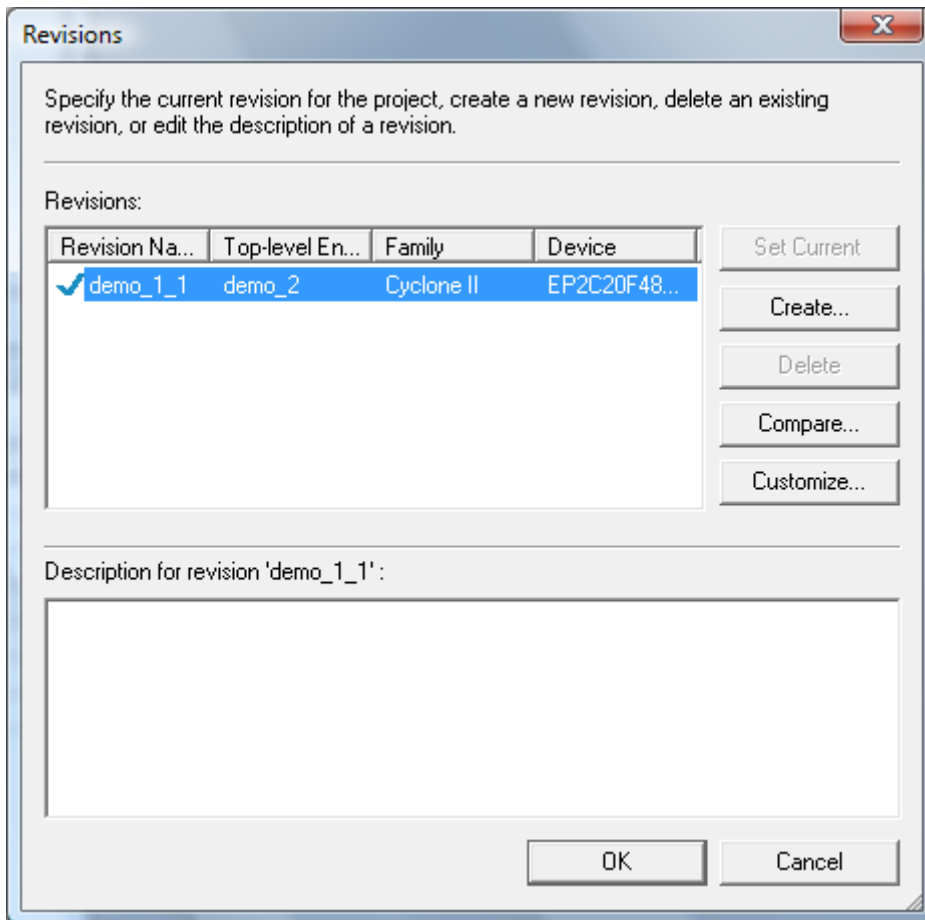 Revisions
Specify the current revision for the project, create a new revision, delete an existing
revision, or edit the description of a revision.
Revisions:
Revision Na... Top-level En... Family Device
demo_1_1 demo_2 Cyclone II EP2C20F48...
Set Current
Create...
Delete
Compare...
Customize...
Description for revision 'demo_1_1' :
OK Cancel